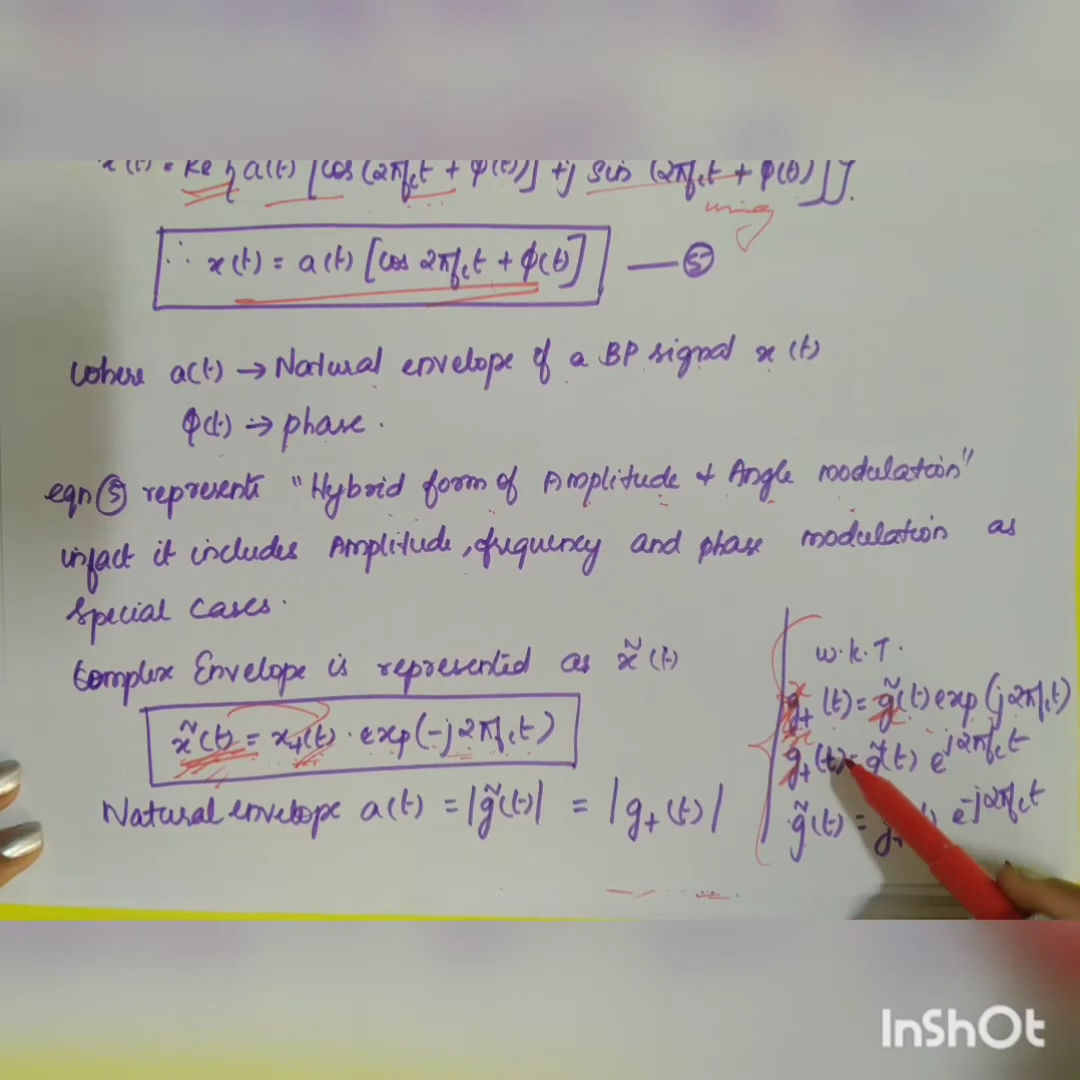 x(t) = Re { a(t) [cos (2πfct + φ(t)] + j sin (2πfct + φ(t)]}.
∴ x(t) = a(t) [cos 2πfct + φ(t)] — ⑤
where a(t) → Natural envelope of a BP signal x(t)
φ(t) → phase.
eqn ⑤ represents "Hybrid form of Amplitude + Angle modulation"
infact it includes Amplitude, frequency and phase modulation as
special cases.
Complex Envelope is represented as x̃(t)
x̃(t) = x+(t) · exp(-j2πfct)
Natural envelope a(t) = |g̃(t)| = |g+(t)|
w.k.T.
g+(t) = g̃(t) exp(j2πfct)
g+(t) = g̃(t) e^j2πfct
g̃(t) = e^-j2πfct
InShOt